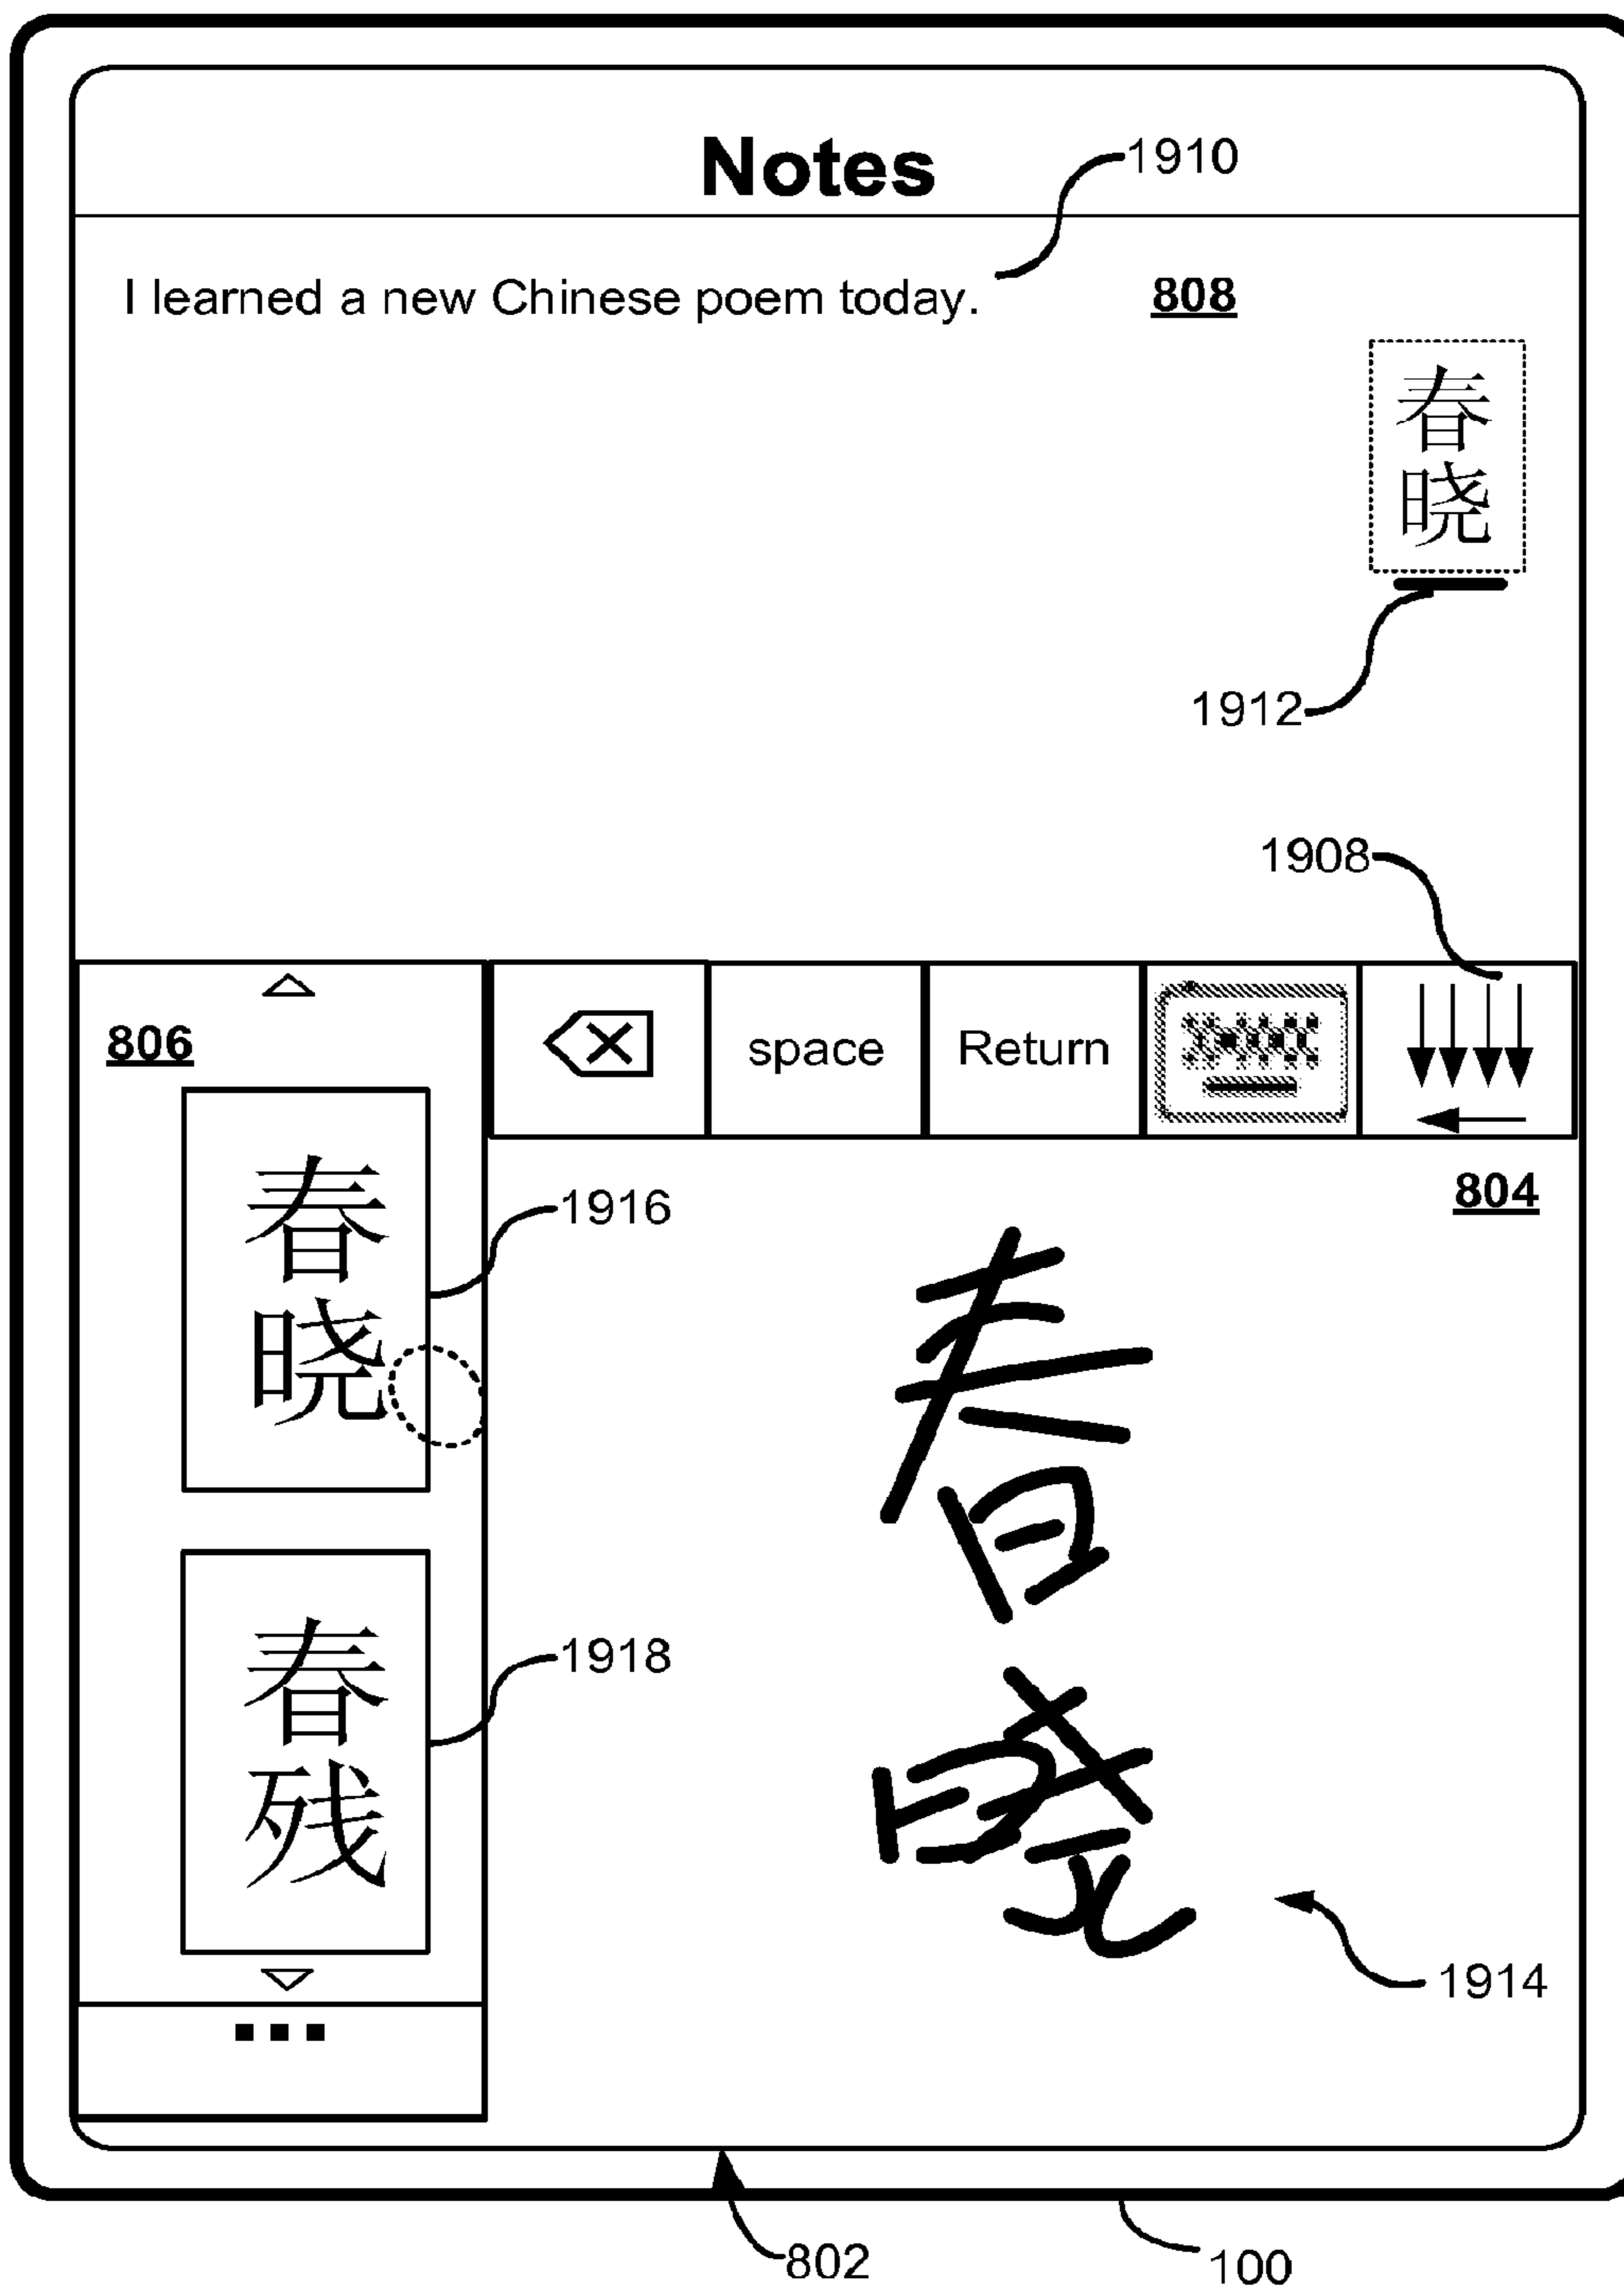 Notes
1910
I learned a new Chinese poem today.
808
春晓
1912
1908
806
space
Return
804
春晓
1916
春残
1918
春晓
1914
802
100